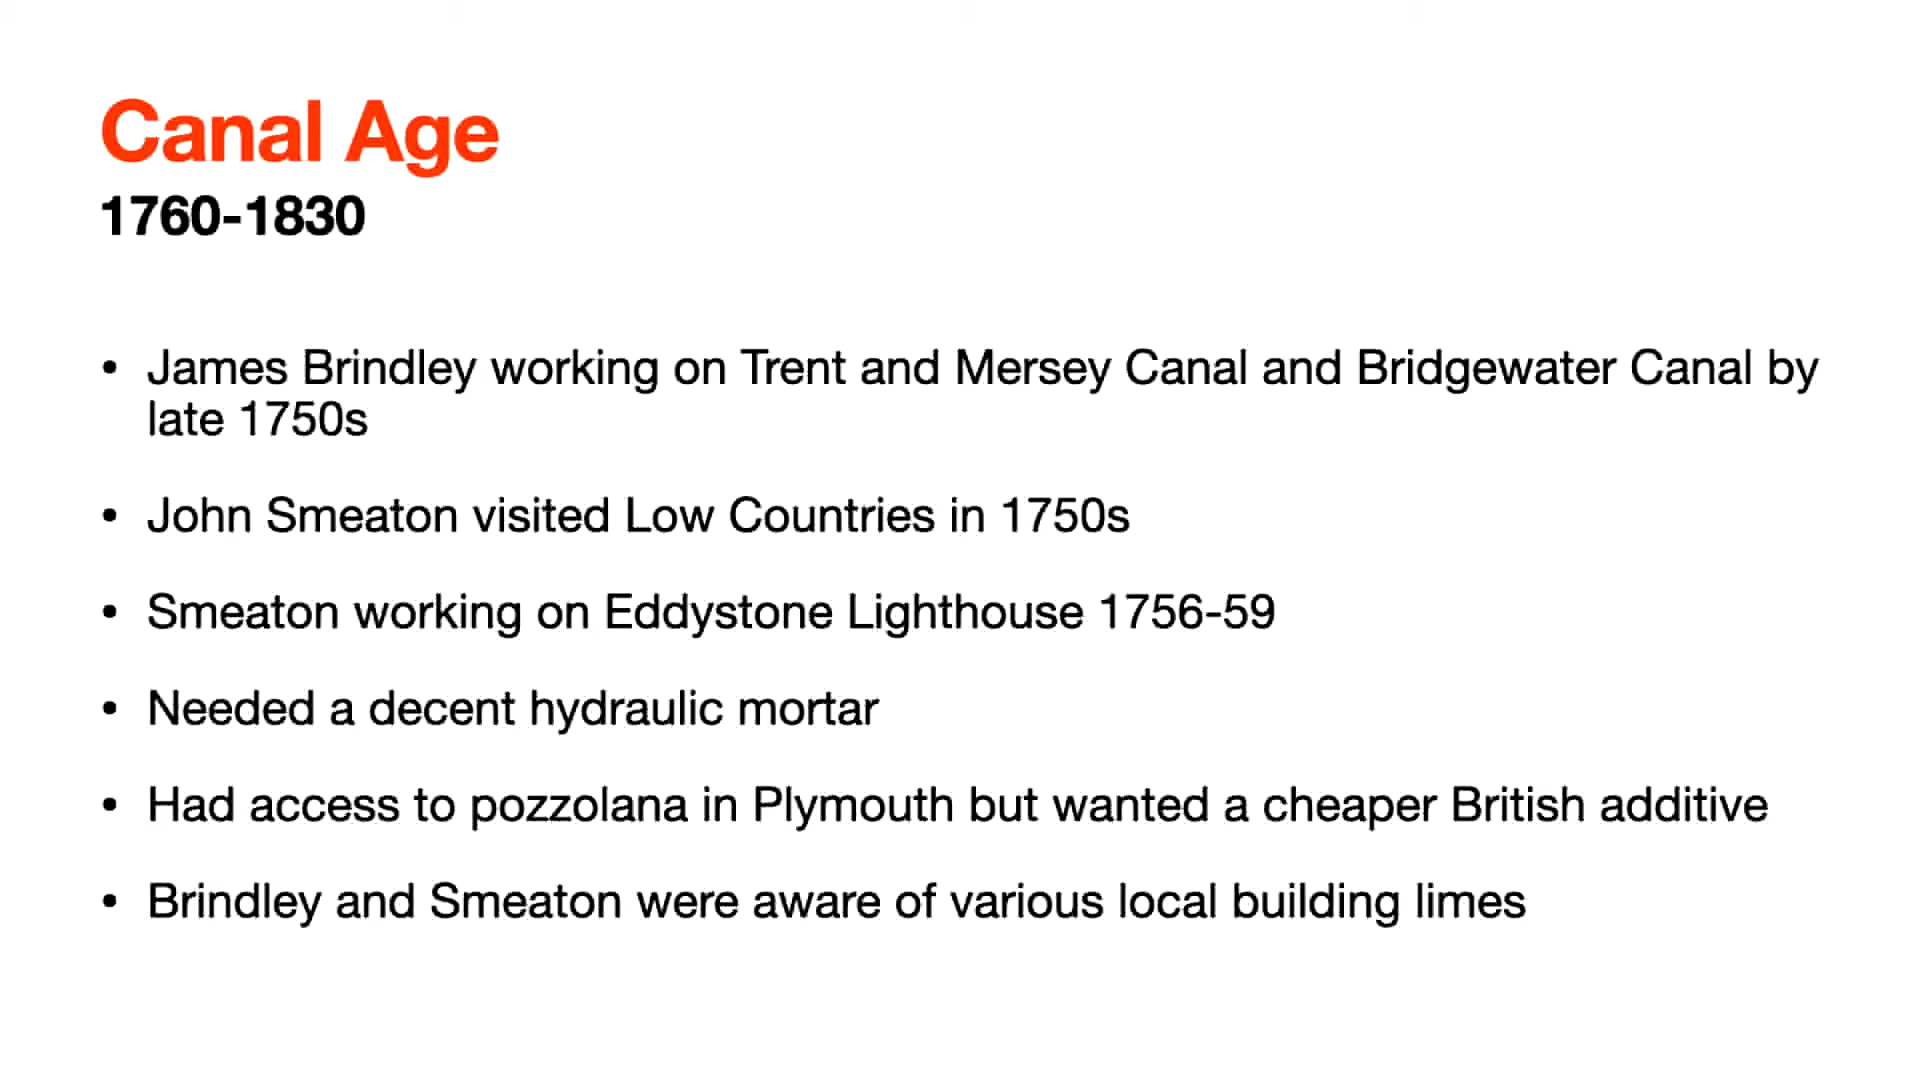 Canal Age
1760-1830
• James Brindley working on Trent and Mersey Canal and Bridgewater Canal by
late 1750s
• John Smeaton visited Low Countries in 1750s
• Smeaton working on Eddystone Lighthouse 1756-59
• Needed a decent hydraulic mortar
• Had access to pozzolana in Plymouth but wanted a cheaper British additive
• Brindley and Smeaton were aware of various local building limes